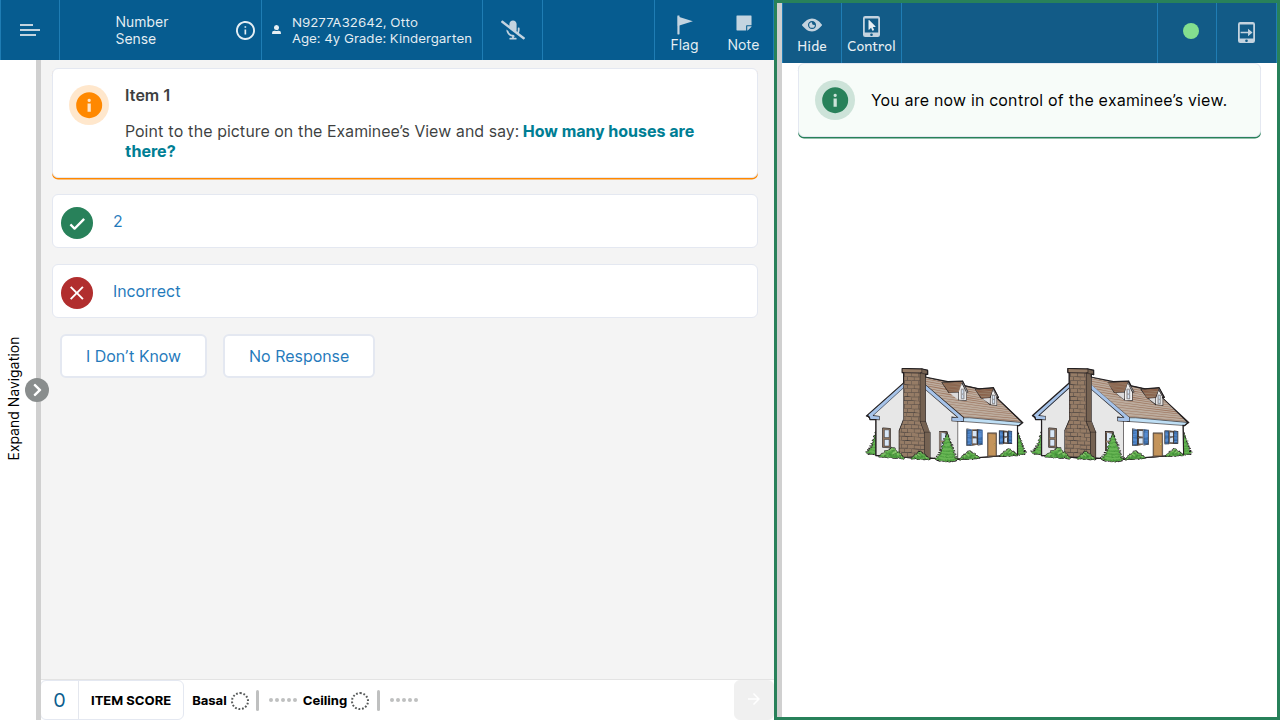 Number
Sense
N9277A32642, Otto
Age: 4y Grade: Kindergarten
Flag
Note
Hide
Control
Item 1
Point to the picture on the Examinee's View and say: How many houses are
there?
2
Incorrect
I Don't Know
No Response
Expand Navigation
0
ITEM SCORE
Basal
Ceiling
You are now in control of the examinee's view.